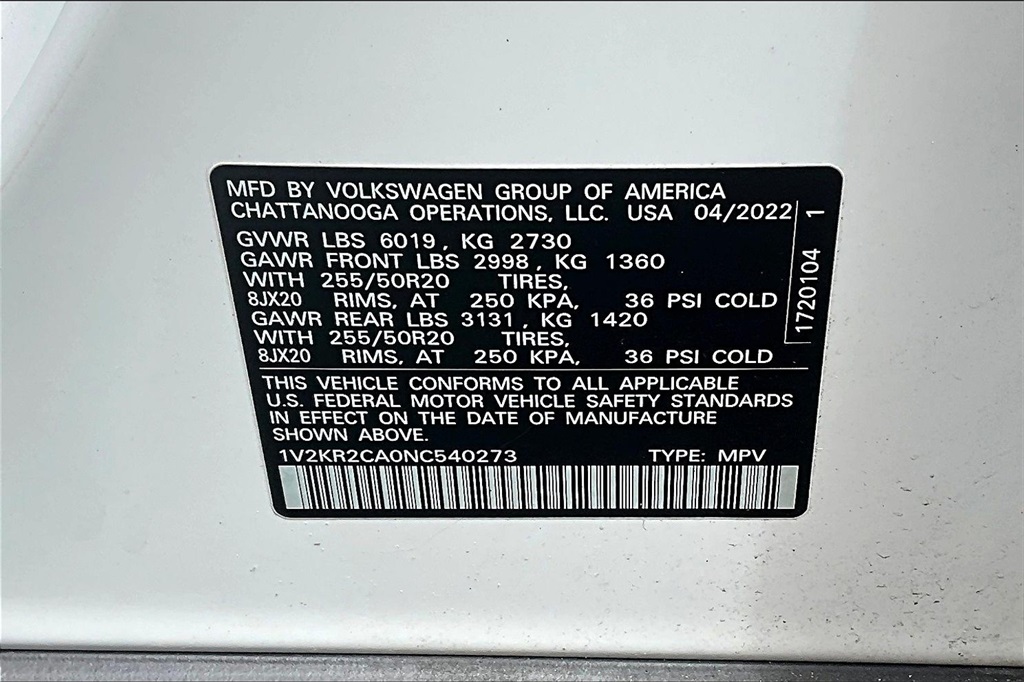 MFD BY VOLKSWAGEN GROUP OF AMERICA
CHATTANOOGA OPERATIONS, LLC. USA 04/2022
GVWR LBS 6019, KG 2730
GAWR FRONT LBS 2998, KG 1360
WITH 255/50R20 TIRES,
8JX20 RIMS, AT 250 KPA, 36 PSI COLD
GAWR REAR LBS 3131, KG 1420
WITH 255/50R20 TIRES,
8JX20 RIMS, AT 250 KPA, 36 PSI COLD
1720104 1
THIS VEHICLE CONFORMS TO ALL APPLICABLE
U.S. FEDERAL MOTOR VEHICLE SAFETY STANDARDS
IN EFFECT ON THE DATE OF MANUFACTURE
SHOWN ABOVE.
1V2KR2CA0NC540273 TYPE: MPV